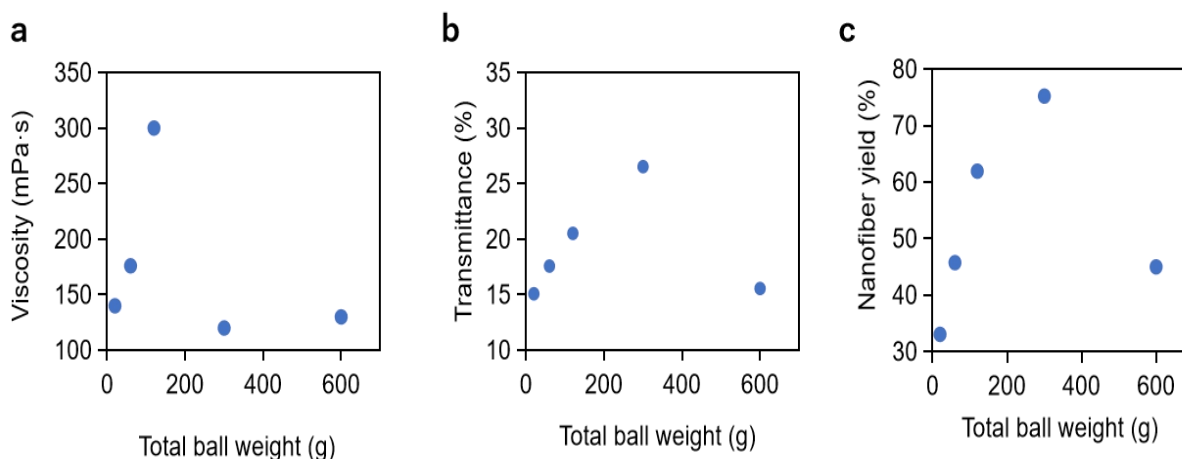 a
Viscosity (mPa·s)
350
300
250
200
150
100
0 200 400 600
Total ball weight (g)
b
Transmittance (%)
35
30
25
20
15
10
0 200 400 600
Total ball weight (g)
c
Nanofiber yield (%)
80
70
60
50
40
30
0 200 400 600
Total ball weight (g)